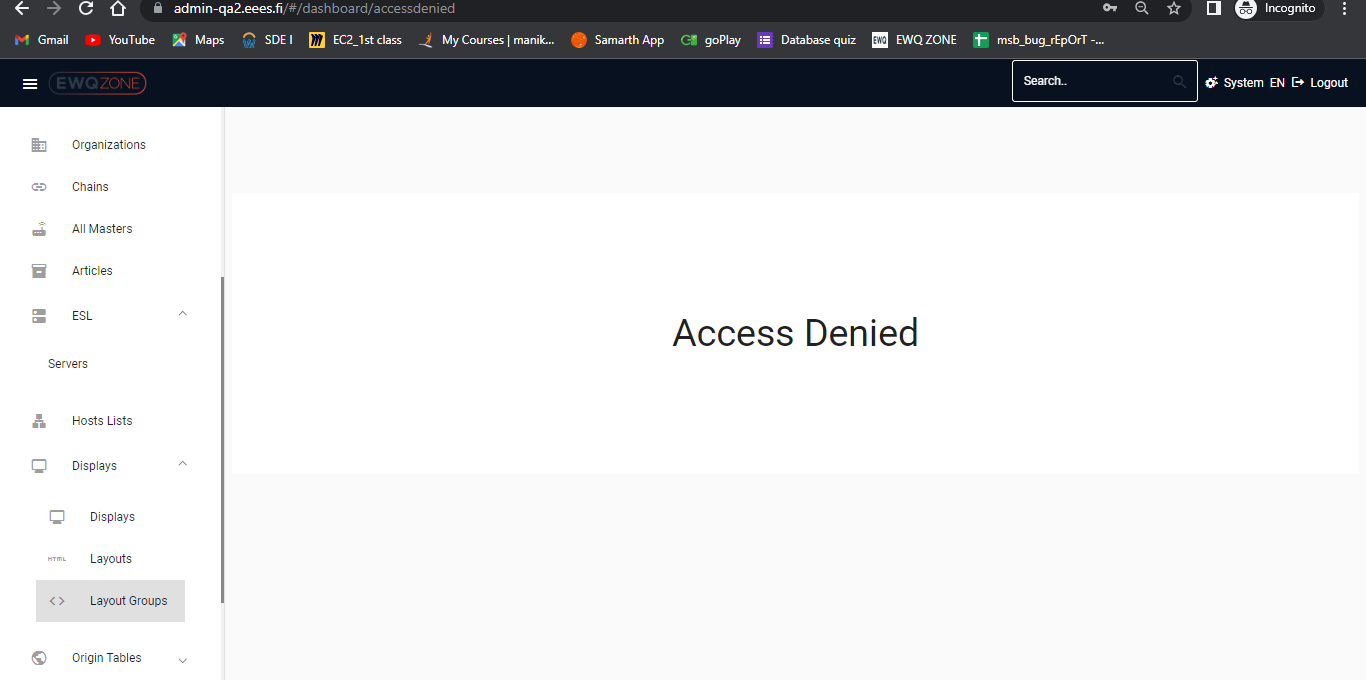 admin-qa2.eees.fi/#/dashboard/accessdenied
Incognito
Gmail YouTube Maps SDE I EC2_1st class My Courses | manik... Samarth App goPlay Database quiz EWQ EWQ ZONE msb_bug_rEpOrT -...
EWQZONE Search.. System EN Logout
Organizations
Chains
All Masters
Articles
ESL
Servers
Hosts Lists
Displays
Displays
HTML Layouts
Layout Groups
Origin Tables
Access Denied